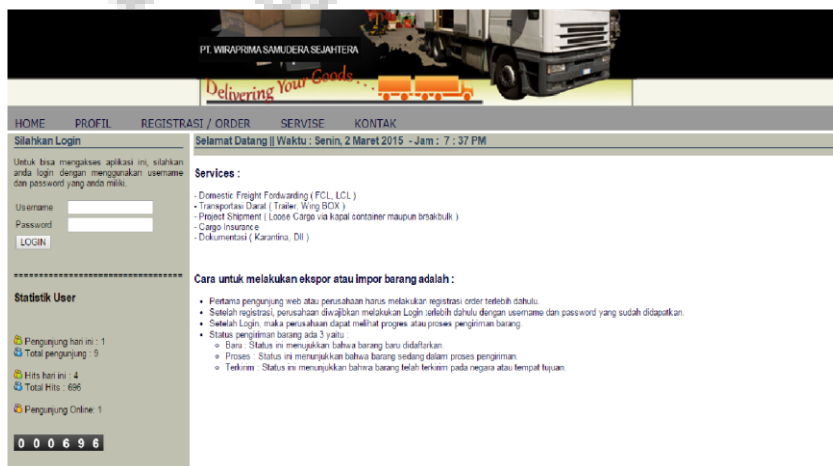 PT. WIRAPRIMA SAMUDERA SEJAHTERA
Delivering Your Goods...
HOME PROFIL REGISTRASI / ORDER SERVISE KONTAK
Silahkan Login
Untuk bisa mengakses aplikasi ini, silahkan
anda login dengan menggunakan username
dan password yang anda miliki.
Username
Password
LOGIN
==================================
Statistik User
Pengunjung hari ini : 1
Total pengunjung : 9
Hits hari ini : 4
Total Hits : 696
Pengunjung Online: 1
0 0 0 6 9 6
Selamat Datang || Waktu : Senin, 2 Maret 2015 - Jam : 7 : 37 PM
Services :
- Domestic Freight Fordwarding ( FCL, LCL )
- Transportasi Darat ( Trailer, Wing BOX )
- Project Shipment ( Loose Cargo via kapal container maupun breakbulk )
- Cargo Insurance
- Dokumentasi ( Karantina, Dll )
Cara untuk melakukan ekspor atau impor barang adalah :
• Pertama pengunjung web atau perusahaan harus melakukan registrasi order terlebih dahulu.
• Setelah registrasi, perusahaan diwajibkan melakukan Login terlebih dahulu dengan username dan password yang sudah didapatkan.
• Setelah Login, maka perusahaan dapat melihat progres atau proses pengiriman barang.
• Status pengiriman barang ada 3 yaitu :
○ Baru : Status ini menujukkan bahwa barang baru didaftarkan.
○ Proses : Status ini menunjukkan bahwa barang sedang dalam proses pengiriman.
○ Terkirim : Status ini menunjukkan bahwa barang telah terkirim pada negara atau tempat tujuan.